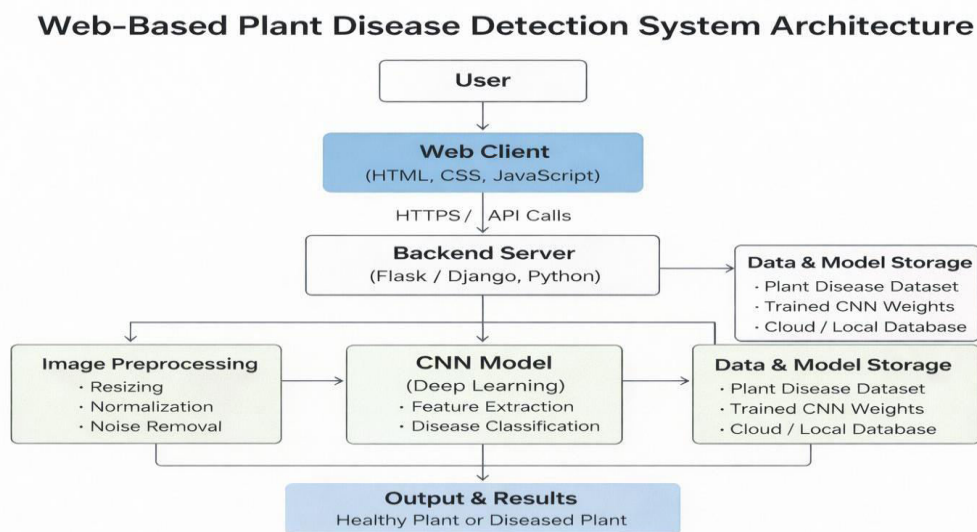 Web-Based Plant Disease Detection System Architecture
User
Web Client
(HTML, CSS, JavaScript)
HTTPS / API Calls
Backend Server
(Flask / Django, Python)
Data & Model Storage
· Plant Disease Dataset
· Trained CNN Weights
· Cloud / Local Database
Image Preprocessing
· Resizing
· Normalization
· Noise Removal
CNN Model
(Deep Learning)
· Feature Extraction
· Disease Classification
Data & Model Storage
· Plant Disease Dataset
· Trained CNN Weights
· Cloud / Local Database
Output & Results
Healthy Plant or Diseased Plant